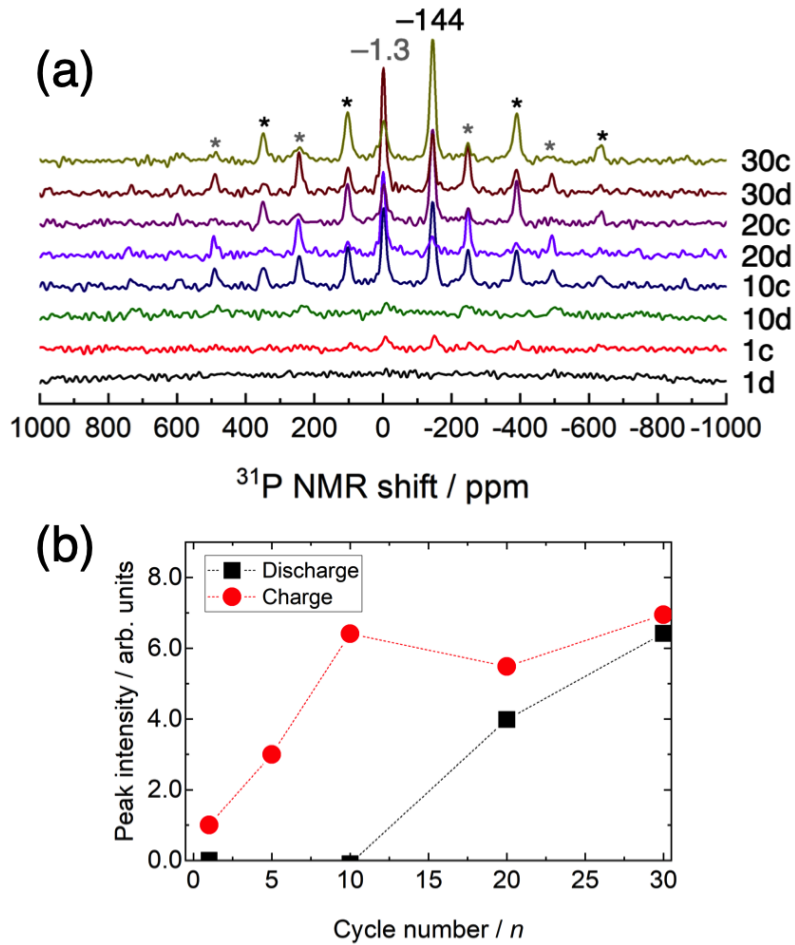 (a)
–144
–1.3
* * * * * * * *
30c
30d
20c
20d
10c
10d
1c
1d
1000 800 600 400 200 0 -200 -400 -600 -800 -1000
³¹P NMR shift / ppm
(b)
Discharge
Charge
8.0
6.0
4.0
2.0
0.0
Peak intensity / arb. units
0 5 10 15 20 25 30
Cycle number / n